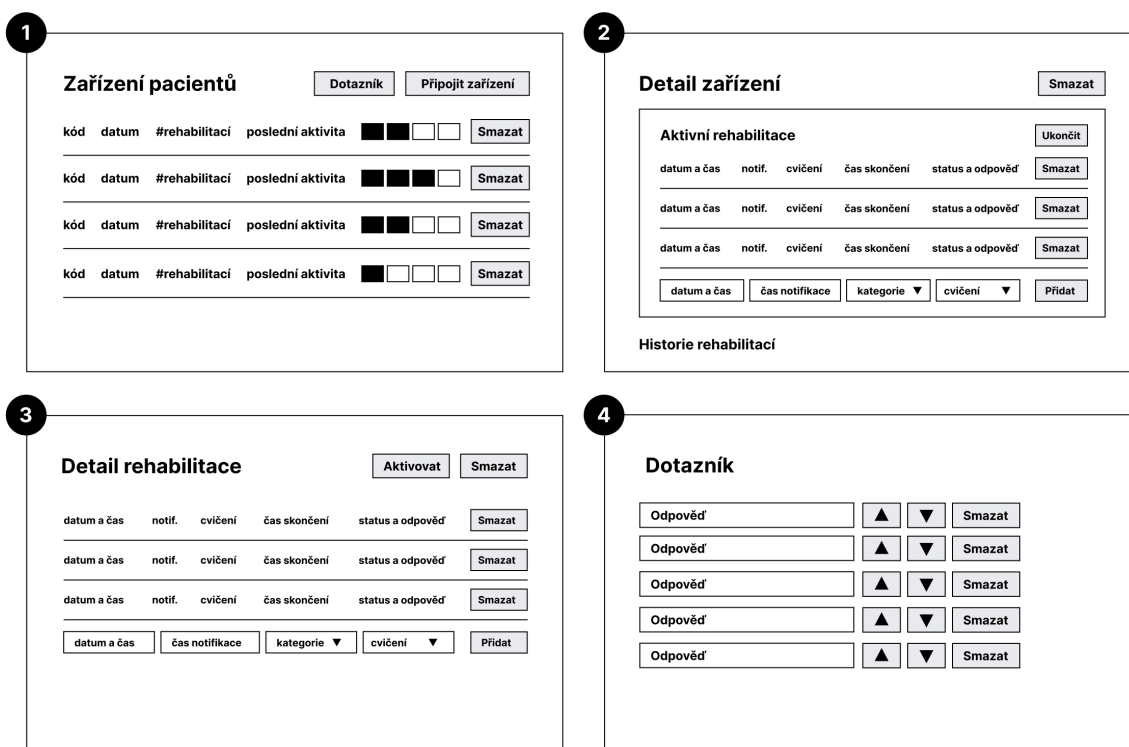 1
Zařízení pacientů Dotazník Připojit zařízení
kód datum #rehabilitací poslední aktivita Smazat
kód datum #rehabilitací poslední aktivita Smazat
kód datum #rehabilitací poslední aktivita Smazat
kód datum #rehabilitací poslední aktivita Smazat
2
Detail zařízení Smazat
Aktivní rehabilitace Ukončit
datum a čas notif. cvičení čas skončení status a odpověď Smazat
datum a čas notif. cvičení čas skončení status a odpověď Smazat
datum a čas notif. cvičení čas skončení status a odpověď Smazat
datum a čas čas notifikace kategorie ▼ cvičení ▼ Přidat
Historie rehabilitací
3
Detail rehabilitace Aktivovat Smazat
datum a čas notif. cvičení čas skončení status a odpověď Smazat
datum a čas notif. cvičení čas skončení status a odpověď Smazat
datum a čas notif. cvičení čas skončení status a odpověď Smazat
datum a čas čas notifikace kategorie ▼ cvičení ▼ Přidat
4
Dotazník
Odpověď ▲ ▼ Smazat
Odpověď ▲ ▼ Smazat
Odpověď ▲ ▼ Smazat
Odpověď ▲ ▼ Smazat
Odpověď ▲ ▼ Smazat